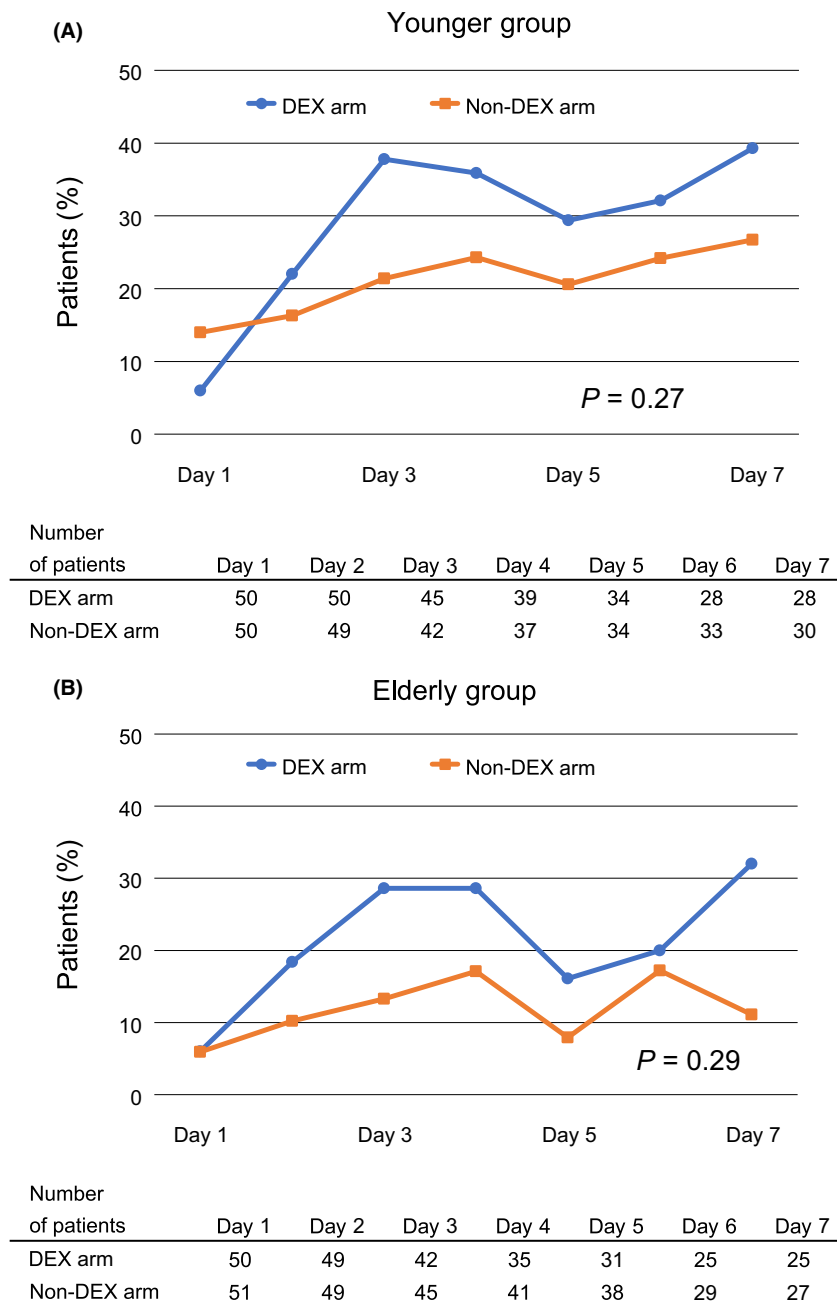 (A)
Younger group
50
DEX arm Non-DEX arm
40
30
20
10
0
Patients (%)
P = 0.27
Day 1 Day 3 Day 5 Day 7
Number
of patients Day 1 Day 2 Day 3 Day 4 Day 5 Day 6 Day 7
DEX arm 50 50 45 39 34 28 28
Non-DEX arm 50 49 42 37 34 33 30
(B)
Elderly group
50
DEX arm Non-DEX arm
40
30
20
10
0
Patients (%)
P = 0.29
Day 1 Day 3 Day 5 Day 7
Number
of patients Day 1 Day 2 Day 3 Day 4 Day 5 Day 6 Day 7
DEX arm 50 49 42 35 31 25 25
Non-DEX arm 51 49 45 41 38 29 27